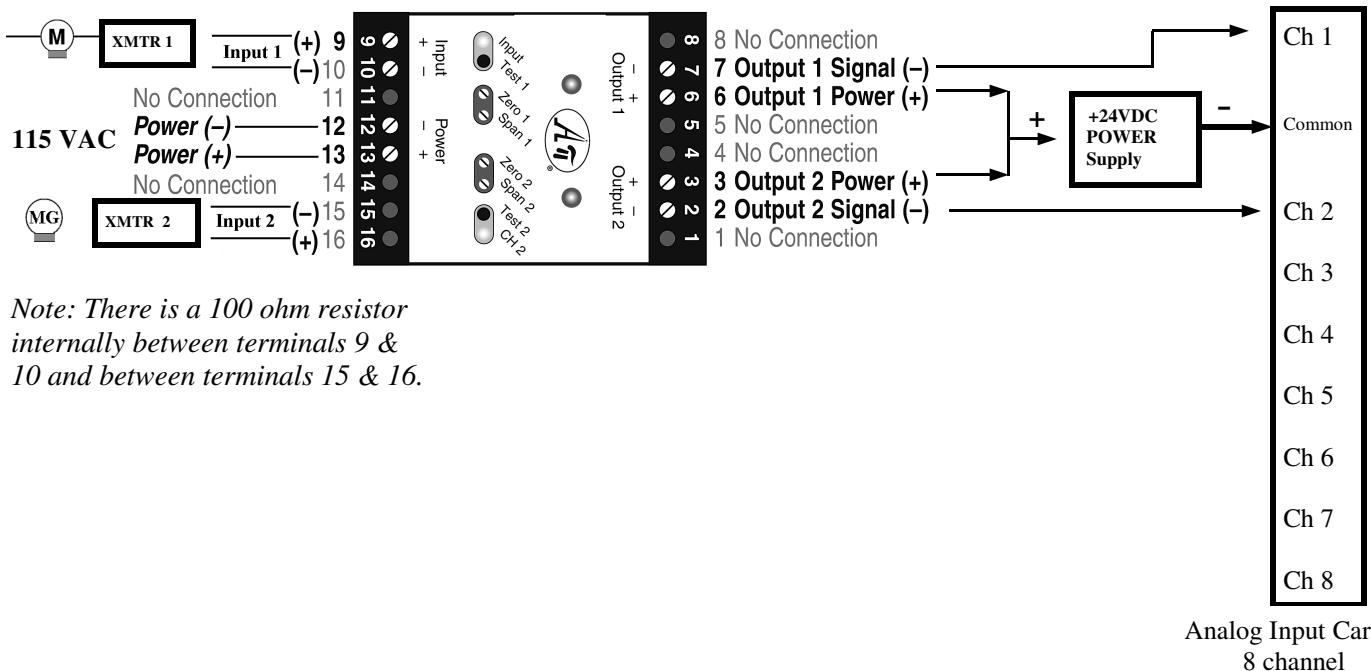 M
XMTR 1
Input 1
(+) 9
(–) 10
No Connection 11
115 VAC
Power (–) 12
Power (+) 13
No Connection 14
MG
XMTR 2
Input 2
(–) 15
(+) 16
9
10
11
12
13
14
15
16
+ Input –
– Power +
Input
Test 1
Zero 1
Span 1
Zero 2
Span 2
Test 2
CH 2
®
– + Output 1
+ – Output 2
8
7
6
5
4
3
2
1
8 No Connection
7 Output 1 Signal (–)
6 Output 1 Power (+)
5 No Connection
4 No Connection
3 Output 2 Power (+)
2 Output 2 Signal (–)
1 No Connection
+
+24VDC
POWER
Supply
–
Ch 1
Common
Ch 2
Ch 3
Ch 4
Ch 5
Ch 6
Ch 7
Ch 8
Analog Input Car
8 channel
Note: There is a 100 ohm resistor
internally between terminals 9 &
10 and between terminals 15 & 16.